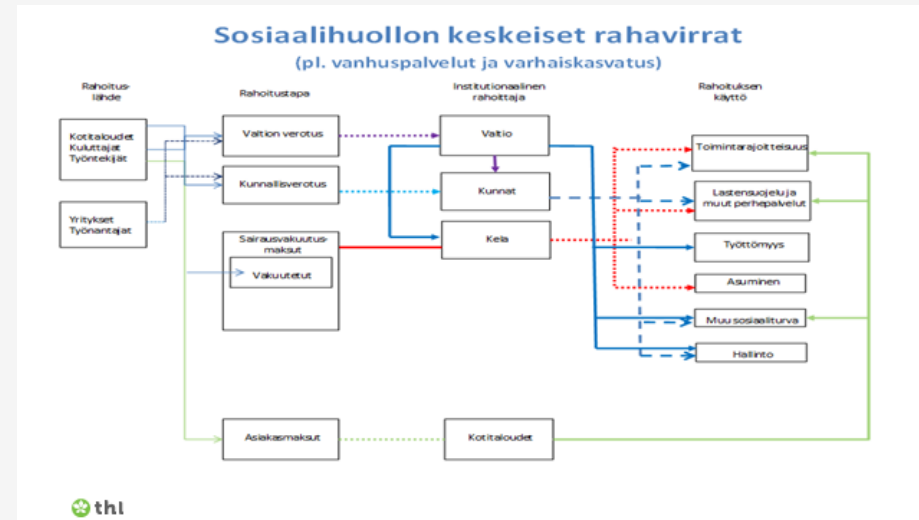 Sosiaalihuollon keskeiset rahavirrat
(pl. vanhuspalvelut ja varhaiskasvatus)
Rahoitus-
lähde
Rahoitustapa
Institutionaalinen
rahoittaja
Rahoituksen
käyttö
Kotitaloudet
Kuluttajat
Työntekijät
Valtion verotus
Valtio
Toimintarajoitteisuus
Kunnallisverotus
Kunnat
Lastensuojelu ja
muut perhepalvelut
Yritykset
Työnantajat
Sairausvakuutus-
maksut
Vakuutetut
Kela
Työttömyys
Asuminen
Muu sosiaaliturva
Hallinto
Asiakasmaksut
Kotitaloudet
thl